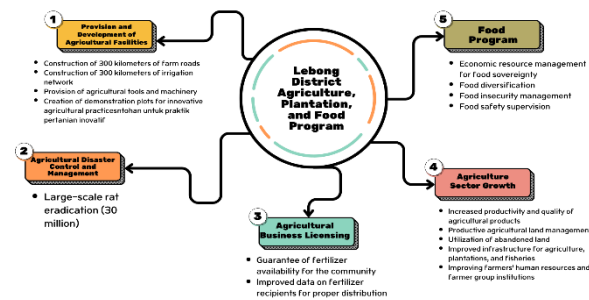 1
Provision and
Development of
Agricultural Facilities
• Construction of 300 kilometers of farm roads
• Construction of 300 kilometers of irrigation
network
• Provision of agricultural tools and machinery
• Creation of demonstration plots for innovative
agricultural practicesntohan untuk praktik
pertanian inovatif
2
Agricultural Disaster
Control and
Management
• Large-scale rat
eradication (30
million)
Lebong
District
Agriculture,
Plantation,
and Food
Program
3
Agricultural
Business Licensing
• Guarantee of fertilizer
availability for the community
• Improved data on fertilizer
recipients for proper distribution
5
Food
Program
• Economic resource management
for food sovereignty
• Food diversification
• Food insecurity management
• Food safety supervision
4
Agriculture
Sector Growth
• Increased productivity and quality of
agricultural products
• Productive agricultural land management
• Utilization of abandoned land
• Improved infrastructure for agriculture,
plantations, and fisheries
• Improving farmers' human resources and
farmer group institutions